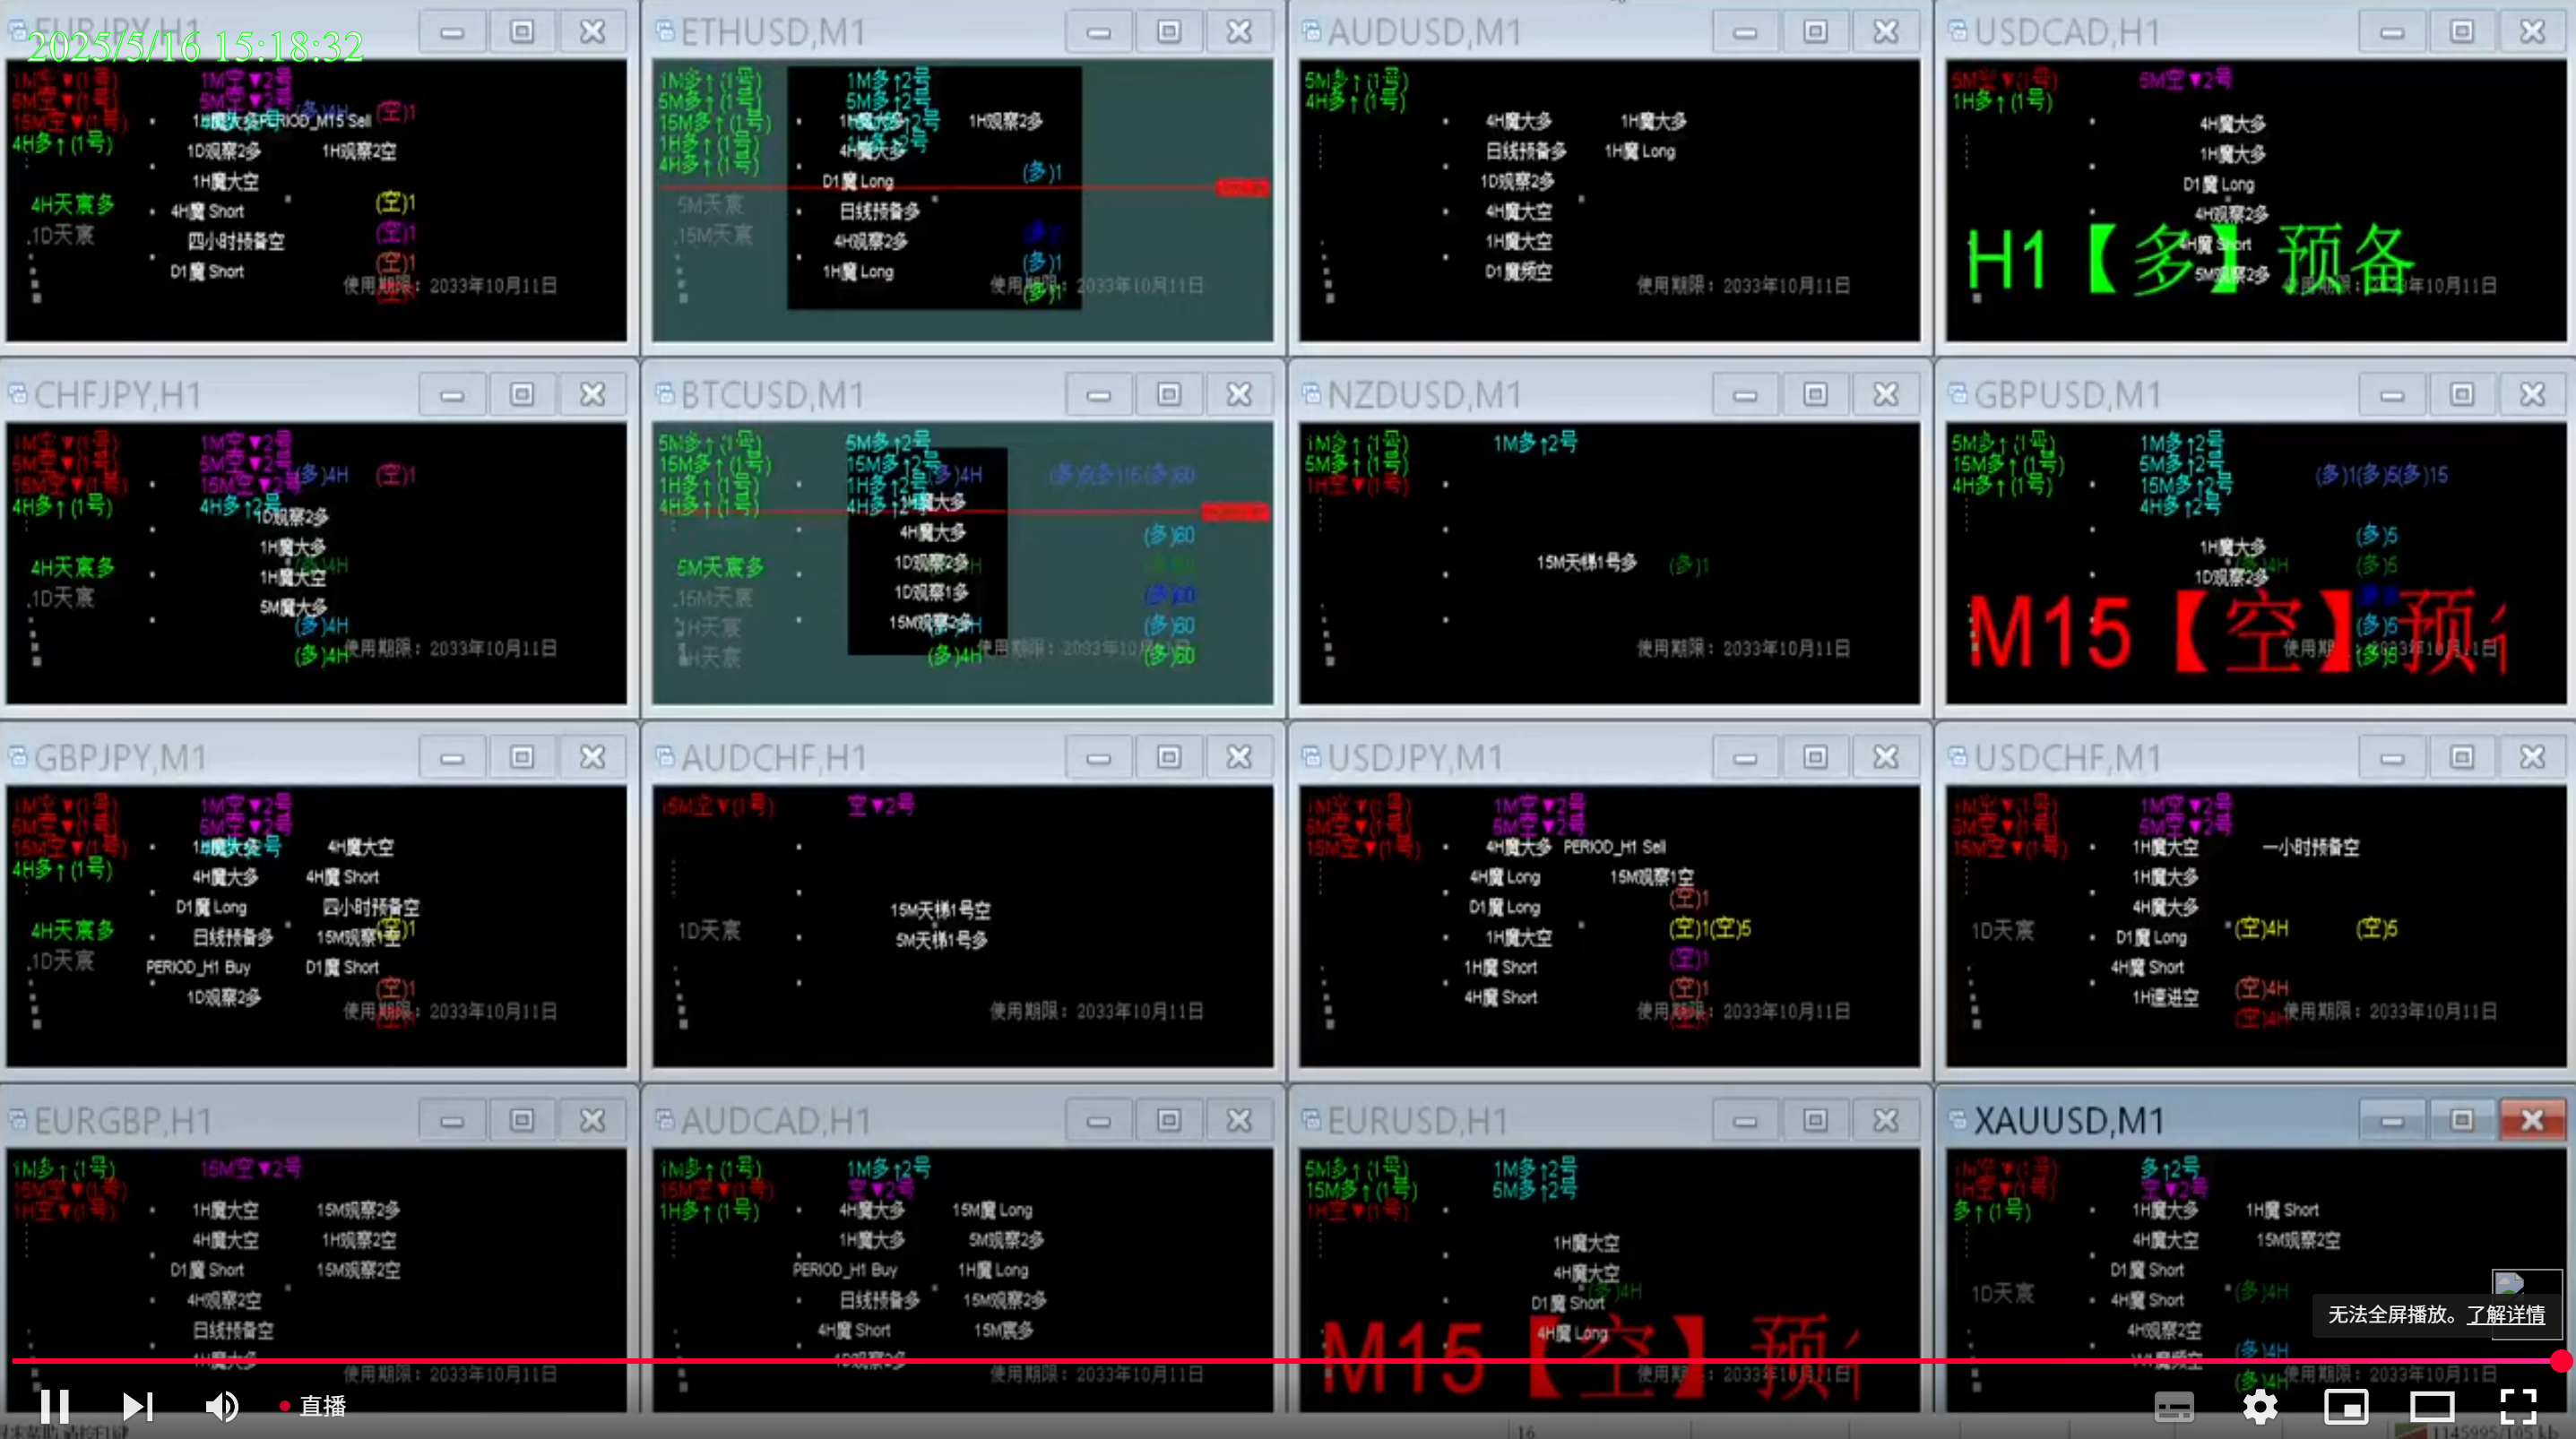 EURJPY,H1
2025/5/16 15:18:32
1M空▼(1号)
5M空▼(1号)
15M空▼(1号)
4H多↑(1号)
1M空▼2号
5M空▼2号
(多)4H
(空)1
1H魔大多PERIOD_M15 Sell
1D观察2多 1H观察2空
1H魔大空
4H天宸多
4H魔 Short
(空)1
1D天宸
四小时预备空
(空)1
D1魔 Short
(空)1
使用期限：2033年10月11日
ETHUSD,M1
1M多↑(1号)
5M多↑(1号)
15M多↑(1号)
1H多↑(1号)
4H多↑(1号)
1M多↑2号
5M多↑2号
1H魔大多 1H观察2多
4H魔大多
D1魔 Long
(多)1
5M天宸
日线预备多
15M天宸
4H观察2多
1H魔 Long
(多)1
(多)1
使用期限：2033年10月11日
AUDUSD,M1
5M多↑(1号)
4H多↑(1号)
4H魔大多 1H魔大多
日线预备多 1H魔 Long
1D观察2多
4H魔大空
1H魔大空
D1魔频空
使用期限：2033年10月11日
USDCAD,H1
5M空▼(1号)
1H多↑(1号)
5M空▼2号
4H魔大多
1H魔大多
D1魔 Long
4H观察2多
4H魔 Short
5M观察2多
H1【多】预备
CHFJPY,H1
1M空▼(1号)
5M空▼(1号)
15M空▼(1号)
4H多↑(1号)
1M空▼2号
5M空▼2号
15M空▼2号
4H多↑2号
(多)4H
(空)1
1D观察2多
1H魔大多
4H天宸多
1H魔大空
1D天宸
5M魔大多
(多)4H
(多)4H
使用期限：2033年10月11日
BTCUSD,M1
5M多↑(1号)
15M多↑(1号)
1H多↑(1号)
4H多↑(1号)
5M多↑2号
15M多↑2号
1H多↑2号
4H多↑2号
(多)4H
(多)5(多)15(多)60
1H魔大多
4H魔大多
(多)60
5M天宸多
1D观察2多
15M天宸
1D观察1多
(多)60
1H天宸
15M观察2多
(多)60
4H天宸
(多)4H
(多)60
使用期限：2033年10月11日
NZDUSD,M1
1M多↑(1号)
5M多↑(1号)
1H空▼(1号)
1M多↑2号
15M天梯1号多
(多)1
使用期限：2033年10月11日
GBPUSD,M1
5M多↑(1号)
15M多↑(1号)
4H多↑(1号)
1M多↑2号
5M多↑2号
15M多↑2号
4H多↑2号
(多)1(多)5(多)15
(多)5
1H魔大多
(多)4H
(多)5
1D观察2多
(多)5
(多)5
M15【空】预
GBPJPY,M1
1M空▼(1号)
5M空▼(1号)
15M空▼(1号)
4H多↑(1号)
1M空▼2号
5M空▼2号
1H魔大多 4H魔大空
4H魔大多 4H魔 Short
D1魔 Long 四小时预备空
4H天宸多
(空)1
日线预备多 15M观察1空
1D天宸
PERIOD_H1 Buy D1魔 Short
1D观察2多
(空)1
使用期限：2033年10月11日
AUDCHF,H1
15M空▼(1号)
空▼2号
15M天梯1号空
1D天宸
5M天梯1号多
使用期限：2033年10月11日
USDJPY,M1
1M空▼(1号)
5M空▼(1号)
15M空▼(1号)
1M空▼2号
5M空▼2号
4H魔大多 PERIOD_H1 Sell
4H魔 Long 15M观察1空
(空)1
D1魔 Long
(空)1(空)5
1H魔大空
(空)1
1H魔 Short
(空)1
4H魔 Short
使用期限：2033年10月11日
USDCHF,M1
1M空▼(1号)
5M空▼(1号)
15M空▼(1号)
1M空▼2号
5M空▼2号
1H魔大空 一小时预备空
1H魔大多
4H魔大多
1D天宸
(空)4H
(空)5
D1魔 Long
4H魔 Short
(空)4H
1H速进空
(空)4H
使用期限：2033年10月11日
EURGBP,H1
1M多↑(1号)
15M空▼(1号)
1H空▼(1号)
15M空▼2号
1H魔大空 15M观察2多
4H魔大空 1H观察2空
D1魔 Short 15M观察2空
4H观察2空
日线预备空
4H魔大多
使用期限：2033年10月11日
AUDCAD,H1
1M多↑(1号)
15M空▼(1号)
1H多↑(1号)
1M多↑2号
空▼2号
4H魔大多 15M魔 Long
1H魔大多 5M观察2多
PERIOD_H1 Buy 1H魔 Long
日线预备多 15M观察2多
4H魔 Short 15M宸多
1D观察2多
使用期限：2033年10月11日
EURUSD,H1
5M多↑(1号)
15M多↑(1号)
1H空▼(1号)
1M多↑2号
5M多↑2号
1H魔大空
4H魔大空
(多)4H
D1魔 Short
4H魔 Long
M15【空】预
XAUUSD,M1
1M空▼(1号)
1H空▼(1号)
多↑(1号)
多↑2号
空▼2号
1H魔大多 1H魔 Short
4H魔大空 15M观察2空
D1魔 Short
1D天宸
(多)4H
4H魔 Short
4H观察2空
(多)4H
(多)4H
使用期限：2033年10月11日
无法全屏播放。了解详情
直播
16
1145995/105 kb